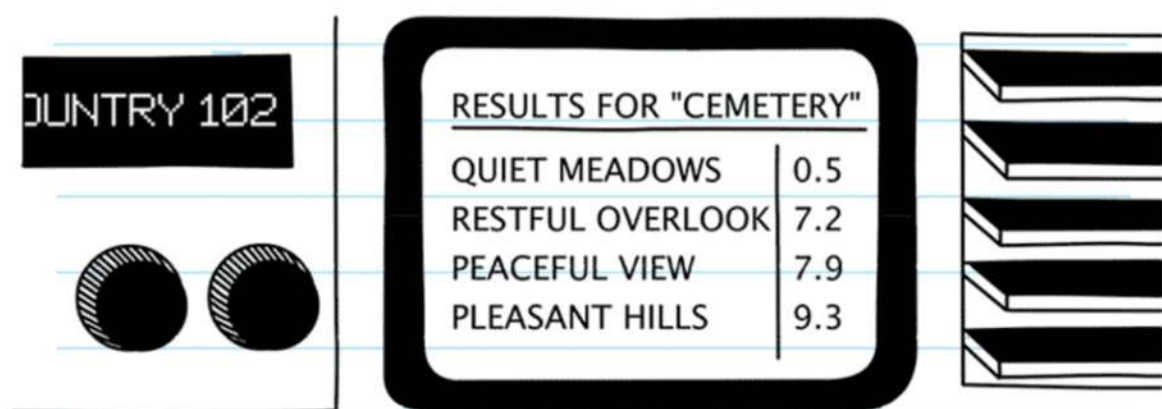 OUNTRY 102
RESULTS FOR "CEMETERY"
QUIET MEADOWS 0.5
RESTFUL OVERLOOK 7.2
PEACEFUL VIEW 7.9
PLEASANT HILLS 9.3